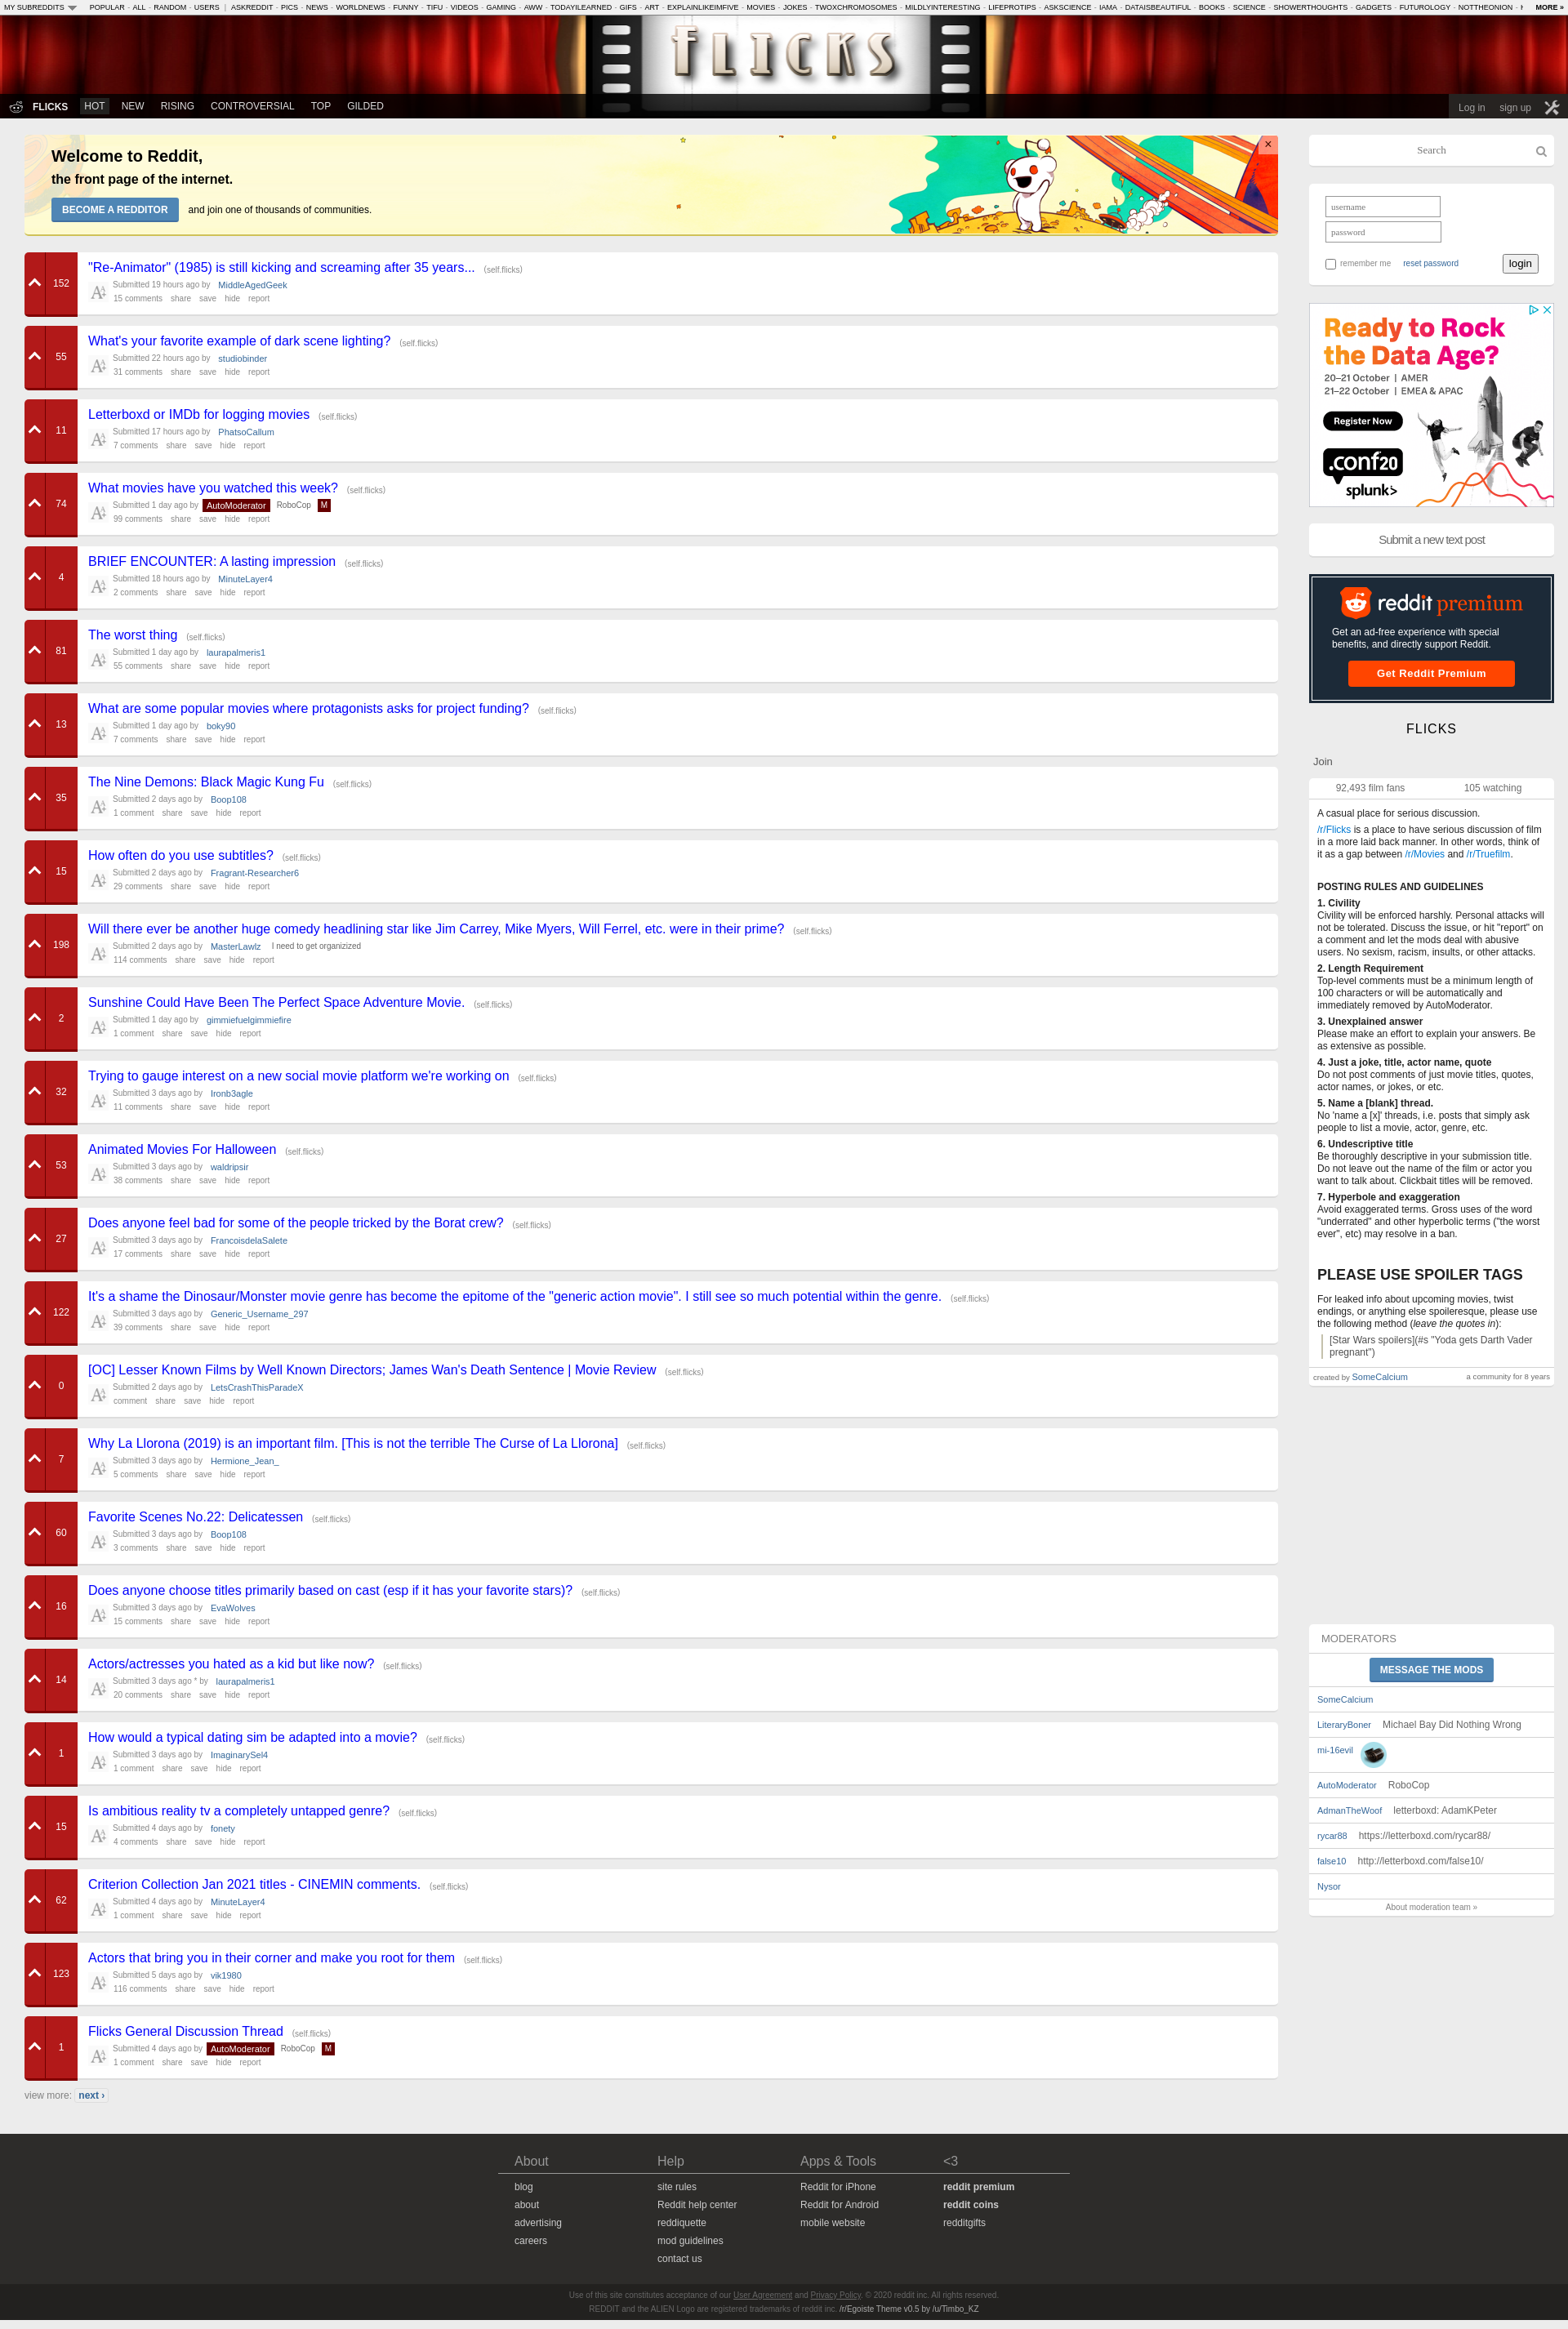 MY SUBREDDITS POPULAR - ALL - RANDOM - USERS | ASKREDDIT - PICS - NEWS - WORLDNEWS - FUNNY - TIFU - VIDEOS - GAMING - AWW - TODAYILEARNED - GIFS - ART - EXPLAINLIKEIMFIVE - MOVIES - JOKES - TWOXCHROMOSOMES - MILDLYINTERESTING - LIFEPROTIPS - ASKSCIENCE - IAMA - DATAISBEAUTIFUL - BOOKS - SCIENCE - SHOWERTHOUGHTS - GADGETS - FUTUROLOGY - NOTTHEONION - MORE »
FLICKS
FLICKS HOT NEW RISING CONTROVERSIAL TOP GILDED
Log in sign up
Welcome to Reddit,
the front page of the internet.
BECOME A REDDITOR and join one of thousands of communities.
×
152
"Re-Animator" (1985) is still kicking and screaming after 35 years... (self.flicks)
Submitted 19 hours ago by MiddleAgedGeek
15 comments share save hide report
55
What's your favorite example of dark scene lighting? (self.flicks)
Submitted 22 hours ago by studiobinder
31 comments share save hide report
11
Letterboxd or IMDb for logging movies (self.flicks)
Submitted 17 hours ago by PhatsoCallum
7 comments share save hide report
74
What movies have you watched this week? (self.flicks)
Submitted 1 day ago by AutoModerator RoboCop M
99 comments share save hide report
4
BRIEF ENCOUNTER: A lasting impression (self.flicks)
Submitted 18 hours ago by MinuteLayer4
2 comments share save hide report
81
The worst thing (self.flicks)
Submitted 1 day ago by laurapalmeris1
55 comments share save hide report
13
What are some popular movies where protagonists asks for project funding? (self.flicks)
Submitted 1 day ago by boky90
7 comments share save hide report
35
The Nine Demons: Black Magic Kung Fu (self.flicks)
Submitted 2 days ago by Boop108
1 comment share save hide report
15
How often do you use subtitles? (self.flicks)
Submitted 2 days ago by Fragrant-Researcher6
29 comments share save hide report
198
Will there ever be another huge comedy headlining star like Jim Carrey, Mike Myers, Will Ferrel, etc. were in their prime? (self.flicks)
Submitted 2 days ago by MasterLawlz I need to get organizized
114 comments share save hide report
2
Sunshine Could Have Been The Perfect Space Adventure Movie. (self.flicks)
Submitted 1 day ago by gimmiefuelgimmiefire
1 comment share save hide report
32
Trying to gauge interest on a new social movie platform we're working on (self.flicks)
Submitted 3 days ago by Ironb3agle
11 comments share save hide report
53
Animated Movies For Halloween (self.flicks)
Submitted 3 days ago by waldripsir
38 comments share save hide report
27
Does anyone feel bad for some of the people tricked by the Borat crew? (self.flicks)
Submitted 3 days ago by FrancoisdelaSalete
17 comments share save hide report
122
It's a shame the Dinosaur/Monster movie genre has become the epitome of the "generic action movie". I still see so much potential within the genre. (self.flicks)
Submitted 3 days ago by Generic_Username_297
39 comments share save hide report
0
[OC] Lesser Known Films by Well Known Directors; James Wan's Death Sentence | Movie Review (self.flicks)
Submitted 2 days ago by LetsCrashThisParadeX
comment share save hide report
7
Why La Llorona (2019) is an important film. [This is not the terrible The Curse of La Llorona] (self.flicks)
Submitted 3 days ago by Hermione_Jean_
5 comments share save hide report
60
Favorite Scenes No.22: Delicatessen (self.flicks)
Submitted 3 days ago by Boop108
3 comments share save hide report
16
Does anyone choose titles primarily based on cast (esp if it has your favorite stars)? (self.flicks)
Submitted 3 days ago by EvaWolves
15 comments share save hide report
14
Actors/actresses you hated as a kid but like now? (self.flicks)
Submitted 3 days ago * by laurapalmeris1
20 comments share save hide report
1
How would a typical dating sim be adapted into a movie? (self.flicks)
Submitted 3 days ago by ImaginarySel4
1 comment share save hide report
15
Is ambitious reality tv a completely untapped genre? (self.flicks)
Submitted 4 days ago by fonety
4 comments share save hide report
62
Criterion Collection Jan 2021 titles - CINEMIN comments. (self.flicks)
Submitted 4 days ago by MinuteLayer4
1 comment share save hide report
123
Actors that bring you in their corner and make you root for them (self.flicks)
Submitted 5 days ago by vik1980
116 comments share save hide report
1
Flicks General Discussion Thread (self.flicks)
Submitted 4 days ago by AutoModerator RoboCop M
1 comment share save hide report
view more: next ›
Search
username
password
remember me reset password login
Ready to Rock
the Data Age?
20–21 October | AMER
21–22 October | EMEA & APAC
Register Now
.conf20
splunk>
Submit a new text post
reddit premium
Get an ad-free experience with special
benefits, and directly support Reddit.
Get Reddit Premium
FLICKS
Join
92,493 film fans 105 watching
A casual place for serious discussion.
/r/Flicks is a place to have serious discussion of film
in a more laid back manner. In other words, think of
it as a gap between /r/Movies and /r/Truefilm.
POSTING RULES AND GUIDELINES
1. Civility
Civility will be enforced harshly. Personal attacks will
not be tolerated. Discuss the issue, or hit "report" on
a comment and let the mods deal with abusive
users. No sexism, racism, insults, or other attacks.
2. Length Requirement
Top-level comments must be a minimum length of
100 characters or will be automatically and
immediately removed by AutoModerator.
3. Unexplained answer
Please make an effort to explain your answers. Be
as extensive as possible.
4. Just a joke, title, actor name, quote
Do not post comments of just movie titles, quotes,
actor names, or jokes, or etc.
5. Name a [blank] thread.
No 'name a [x]' threads, i.e. posts that simply ask
people to list a movie, actor, genre, etc.
6. Undescriptive title
Be thoroughly descriptive in your submission title.
Do not leave out the name of the film or actor you
want to talk about. Clickbait titles will be removed.
7. Hyperbole and exaggeration
Avoid exaggerated terms. Gross uses of the word
"underrated" and other hyperbolic terms ("the worst
ever", etc) may resolve in a ban.
PLEASE USE SPOILER TAGS
For leaked info about upcoming movies, twist
endings, or anything else spoileresque, please use
the following method (leave the quotes in):
[Star Wars spoilers](#s "Yoda gets Darth Vader
pregnant")
created by SomeCalcium a community for 8 years
MODERATORS
MESSAGE THE MODS
SomeCalcium
LiteraryBoner Michael Bay Did Nothing Wrong
mi-16evil
AutoModerator RoboCop
AdmanTheWoof letterboxd: AdamKPeter
rycar88 https://letterboxd.com/rycar88/
false10 http://letterboxd.com/false10/
Nysor
About moderation team »
About Help Apps & Tools <3
blog site rules Reddit for iPhone reddit premium
about Reddit help center Reddit for Android reddit coins
advertising reddiquette mobile website redditgifts
careers mod guidelines
contact us
Use of this site constitutes acceptance of our User Agreement and Privacy Policy. © 2020 reddit inc. All rights reserved.
REDDIT and the ALIEN Logo are registered trademarks of reddit inc. /r/Egoiste Theme v0.5 by /u/Timbo_KZ